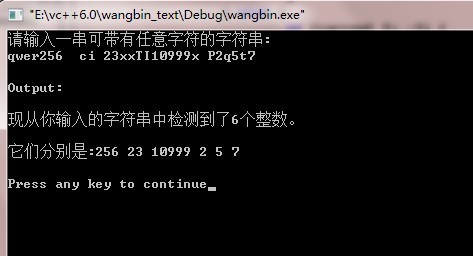 "E:\vc++6.0\wangbin_text\Debug\wangbin.exe"
请输入一串可带有任意字符的字符串:
qwer256  ci 23xxTI10999x P2q5t7
Output:
现从你输入的字符串中检测到了6个整数。
它们分别是:256 23 10999 2 5 7
Press any key to continue_